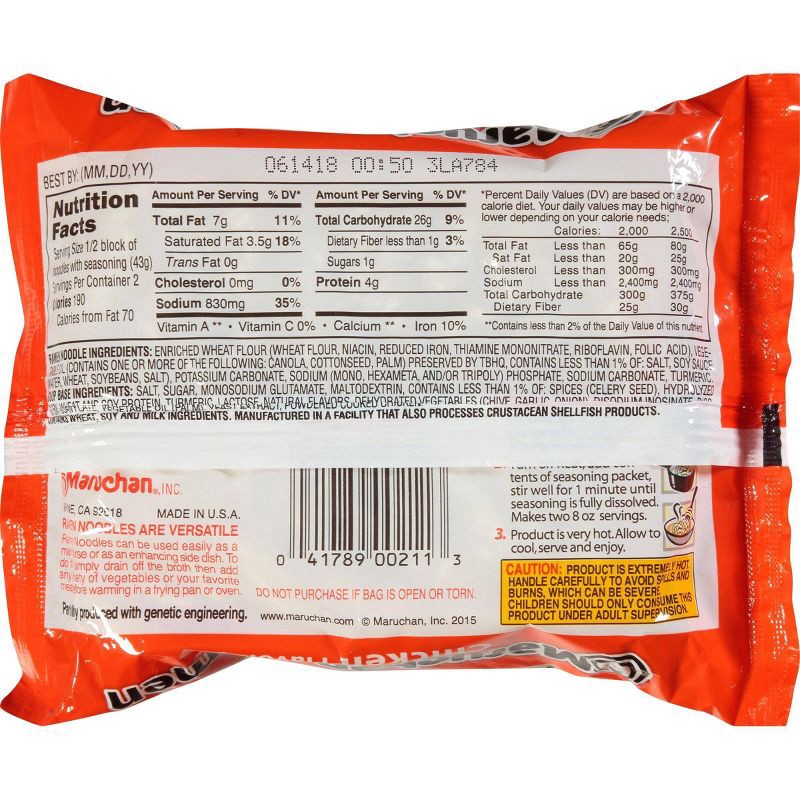 BEST BY: (MM,DD,YY)
061418 00:50 3LA784
Nutrition
Facts
Serving Size 1/2 block of
noodles with seasoning (43g)
Servings Per Container 2
Calories 190
Calories from Fat 70
Amount Per Serving % DV*
Total Fat 7g 11%
Saturated Fat 3.5g 18%
Trans Fat 0g
Cholesterol 0mg 0%
Sodium 830mg 35%
Amount Per Serving % DV*
Total Carbohydrate 26g 9%
Dietary Fiber less than 1g 3%
Sugars 1g
Protein 4g
Vitamin A ** • Vitamin C 0% • Calcium ** • Iron 10%
*Percent Daily Values (DV) are based on a 2,000
calorie diet. Your daily values may be higher or
lower depending on your calorie needs;
Calories: 2,000 2,500
Total Fat Less than 65g 80g
Sat Fat Less than 20g 25g
Cholesterol Less than 300mg 300mg
Sodium Less than 2,400mg 2,400mg
Total Carbohydrate 300g 375g
Dietary Fiber 25g 30g
**Contains less than 2% of the Daily Value of this nutrient.
NOODLE INGREDIENTS: ENRICHED WHEAT FLOUR (WHEAT FLOUR, NIACIN, REDUCED IRON, THIAMINE MONONITRATE, RIBOFLAVIN, FOLIC ACID), VEGE-
OIL (CONTAINS ONE OR MORE OF THE FOLLOWING: CANOLA, COTTONSEED, PALM) PRESERVED BY TBHQ, CONTAINS LESS THAN 1% OF: SALT, SOY SAUCE
WHEAT, SOYBEANS, SALT), POTASSIUM CARBONATE, SODIUM (MONO, HEXAMETA, AND/OR TRIPOLY) PHOSPHATE, SODIUM CARBONATE, TURMERIC.
BASE INGREDIENTS: SALT, SUGAR, MONOSODIUM GLUTAMATE, MALTODEXTRIN, CONTAINS LESS THAN 1% OF: SPICES (CELERY SEED), HYDROLYZED
WHEAT AND SOY PROTEIN, TURMERIC, LACTOSE, NATURAL FLAVORS, DEHYDRATED VEGETABLES (CHIVE, GARLIC, ONION), DISODIUM INOSINATE,
VEGETABLE OIL (PALM), YEAST EXTRACT, POWDERED COOKED
WHEAT, SOY AND MILK INGREDIENTS. MANUFACTURED IN A FACILITY THAT ALSO PROCESSES CRUSTACEAN SHELLFISH PRODUCTS.
Maruchan®, INC.
CA 92618 MADE IN U.S.A.
NOODLES ARE VERSATILE
Noodles can be used easily as a
or as an enhancing side dish. To
simply drain off the broth then add
of vegetables or your favorite
before warming in a frying pan or oven.
Partly produced with genetic engineering.
0 41789 00211 3
DO NOT PURCHASE IF BAG IS OPEN OR TORN.
www.maruchan.com © Maruchan, Inc. 2015
tents of seasoning packet,
stir well for 1 minute until
seasoning is fully dissolved.
Makes two 8 oz servings.
3. Product is very hot. Allow to
cool, serve and enjoy.
CAUTION: PRODUCT IS EXTREMELY HOT.
HANDLE CAREFULLY TO AVOID SPILLS AND
BURNS, WHICH CAN BE SEVERE.
CHILDREN SHOULD ONLY CONSUME THIS
PRODUCT UNDER ADULT SUPERVISION.
Maruchan